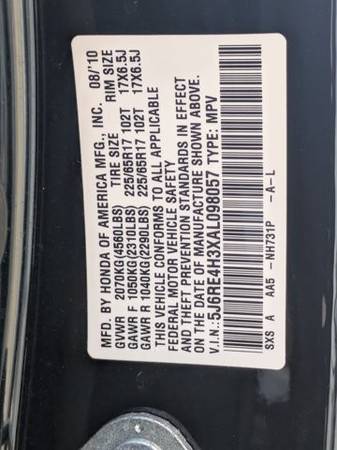 MFD. BY HONDA OF AMERICA MFG., INC. 08/'10
TIRE SIZE RIM SIZE
GVWR 2070KG(4560LBS)
GAWR F 1050KG(2310LBS) 225/65R17 102T 17X6.5J
GAWR R 1040KG(2290LBS) 225/65R17 102T 17X6.5J
THIS VEHICLE CONFORMS TO ALL APPLICABLE
FEDERAL MOTOR VEHICLE SAFETY
AND THEFT PREVENTION STANDARDS IN EFFECT
ON THE DATE OF MANUFACTURE SHOWN ABOVE.
V.I.N.: 5J6RE4H3XAL098057 TYPE: MPV
SXS A AA5 -NH731P -A-L